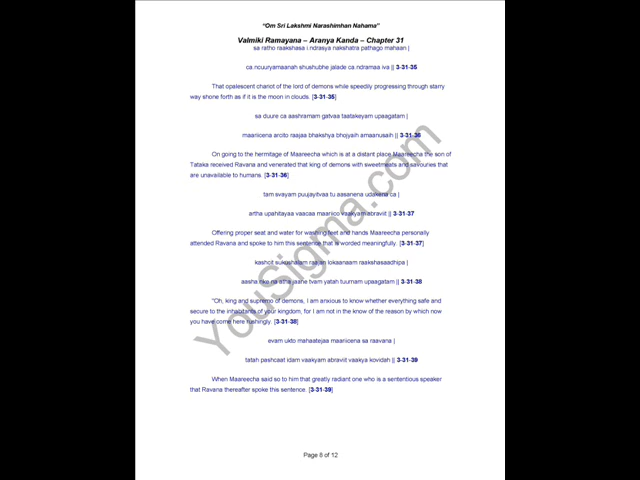 “Om Sri Lakshmi Narashimhan Nahama”
Valmiki Ramayana – Aranya Kanda – Chapter 31
sa ratho raakshasa i ndrasya nakshatra pathago mahaan |
ca ncuuryamaanah shushubhe jalade ca ndramaa iva || 3-31-35
That opalescent chariot of the lord of demons while speedily progressing through starry
way shone forth as if it is the moon in clouds. [3-31-35]
sa duure ca aashramam gatvaa taatakeyam upaagatam |
maariicena arcito raajaa bhakshya bhojyaih amaanusaih || 3-31-36
On going to the hermitage of Maareecha which is at a distant place Maareecha the son of
Tataka received Ravana and venerated that king of demons with sweetmeats and savouries that
are unavailable to humans. [3-31-36]
tam svayam puujayitvaa tu aasanena udakena ca |
artha upahitayaa vaacaa maariico vaakyam abraviit || 3-31-37
Offering proper seat and water for washing feet and hands Maareecha personally
attended Ravana and spoke to him this sentence that is worded meaningfully. [3-31-37]
kashcit sukushalam raajan lokaanaam raakshasaadhipa |
aasha nke na atha jaane tvam yatah tuurnam upaagatam || 3-31-38
"Oh, king and supremo of demons, I am anxious to know whether everything safe and
secure to the inhabitants of your kingdom, for I am not in the know of the reason by which now
you have come here rushingly. [3-31-38]
evam ukto mahaatejaa maariicena sa raavana |
tatah pashcaat idam vaakyam abraviit vaakya kovidah || 3-31-39
When Maareecha said so to him that greatly radiant one who is a sententious speaker
that Ravana thereafter spoke this sentence. [3-31-39]
YouSigma.com
Page 8 of 12